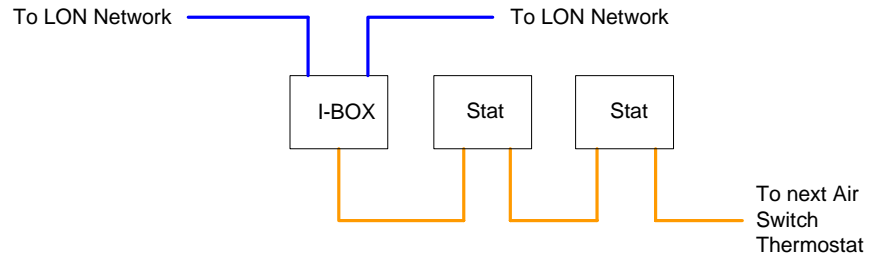 To LON Network
To LON Network
I-BOX
Stat
Stat
To next Air
Switch
Thermostat